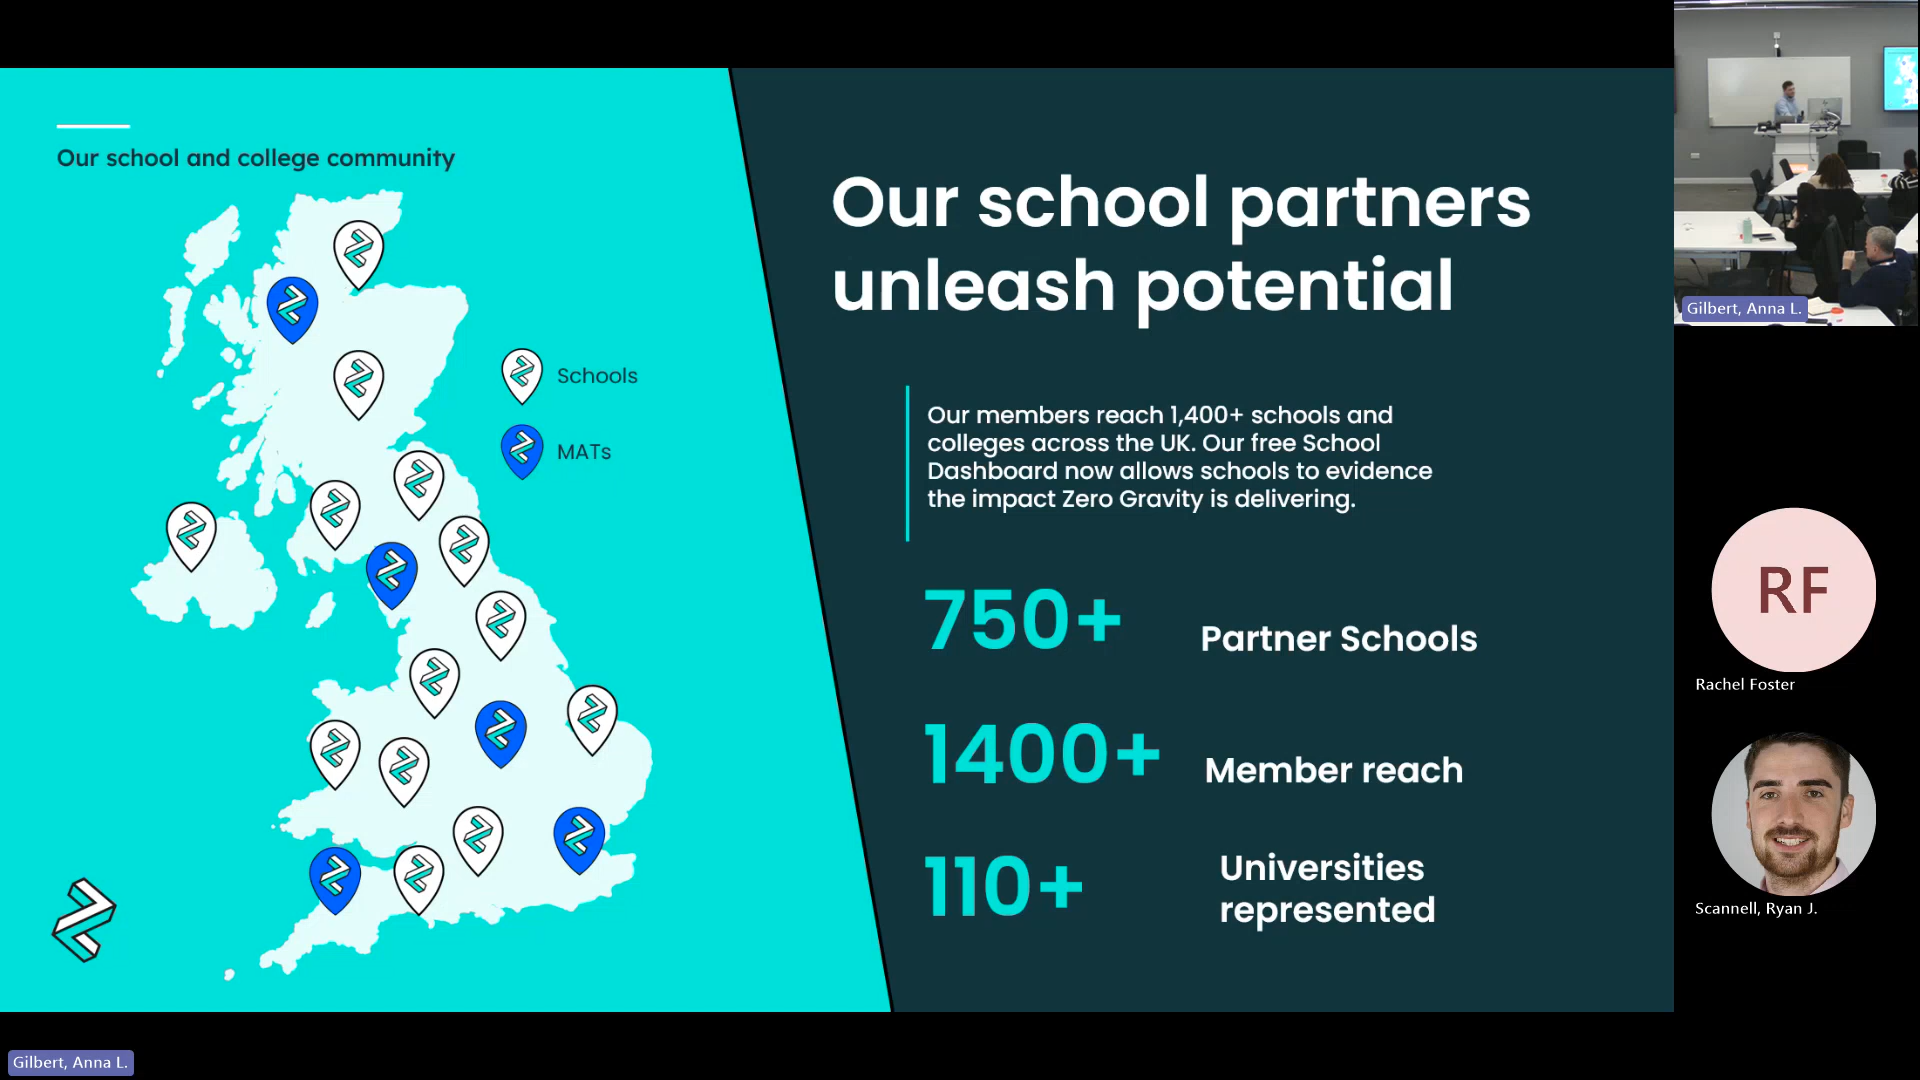 Our school and college community
Schools
MATs
Our school partners
unleash potential
Our members reach 1,400+ schools and
colleges across the UK. Our free School
Dashboard now allows schools to evidence
the impact Zero Gravity is delivering.
750+ Partner Schools
1400+ Member reach
110+ Universities
represented
Gilbert, Anna L.
RF
Rachel Foster
Scannell, Ryan J.
Gilbert, Anna L.